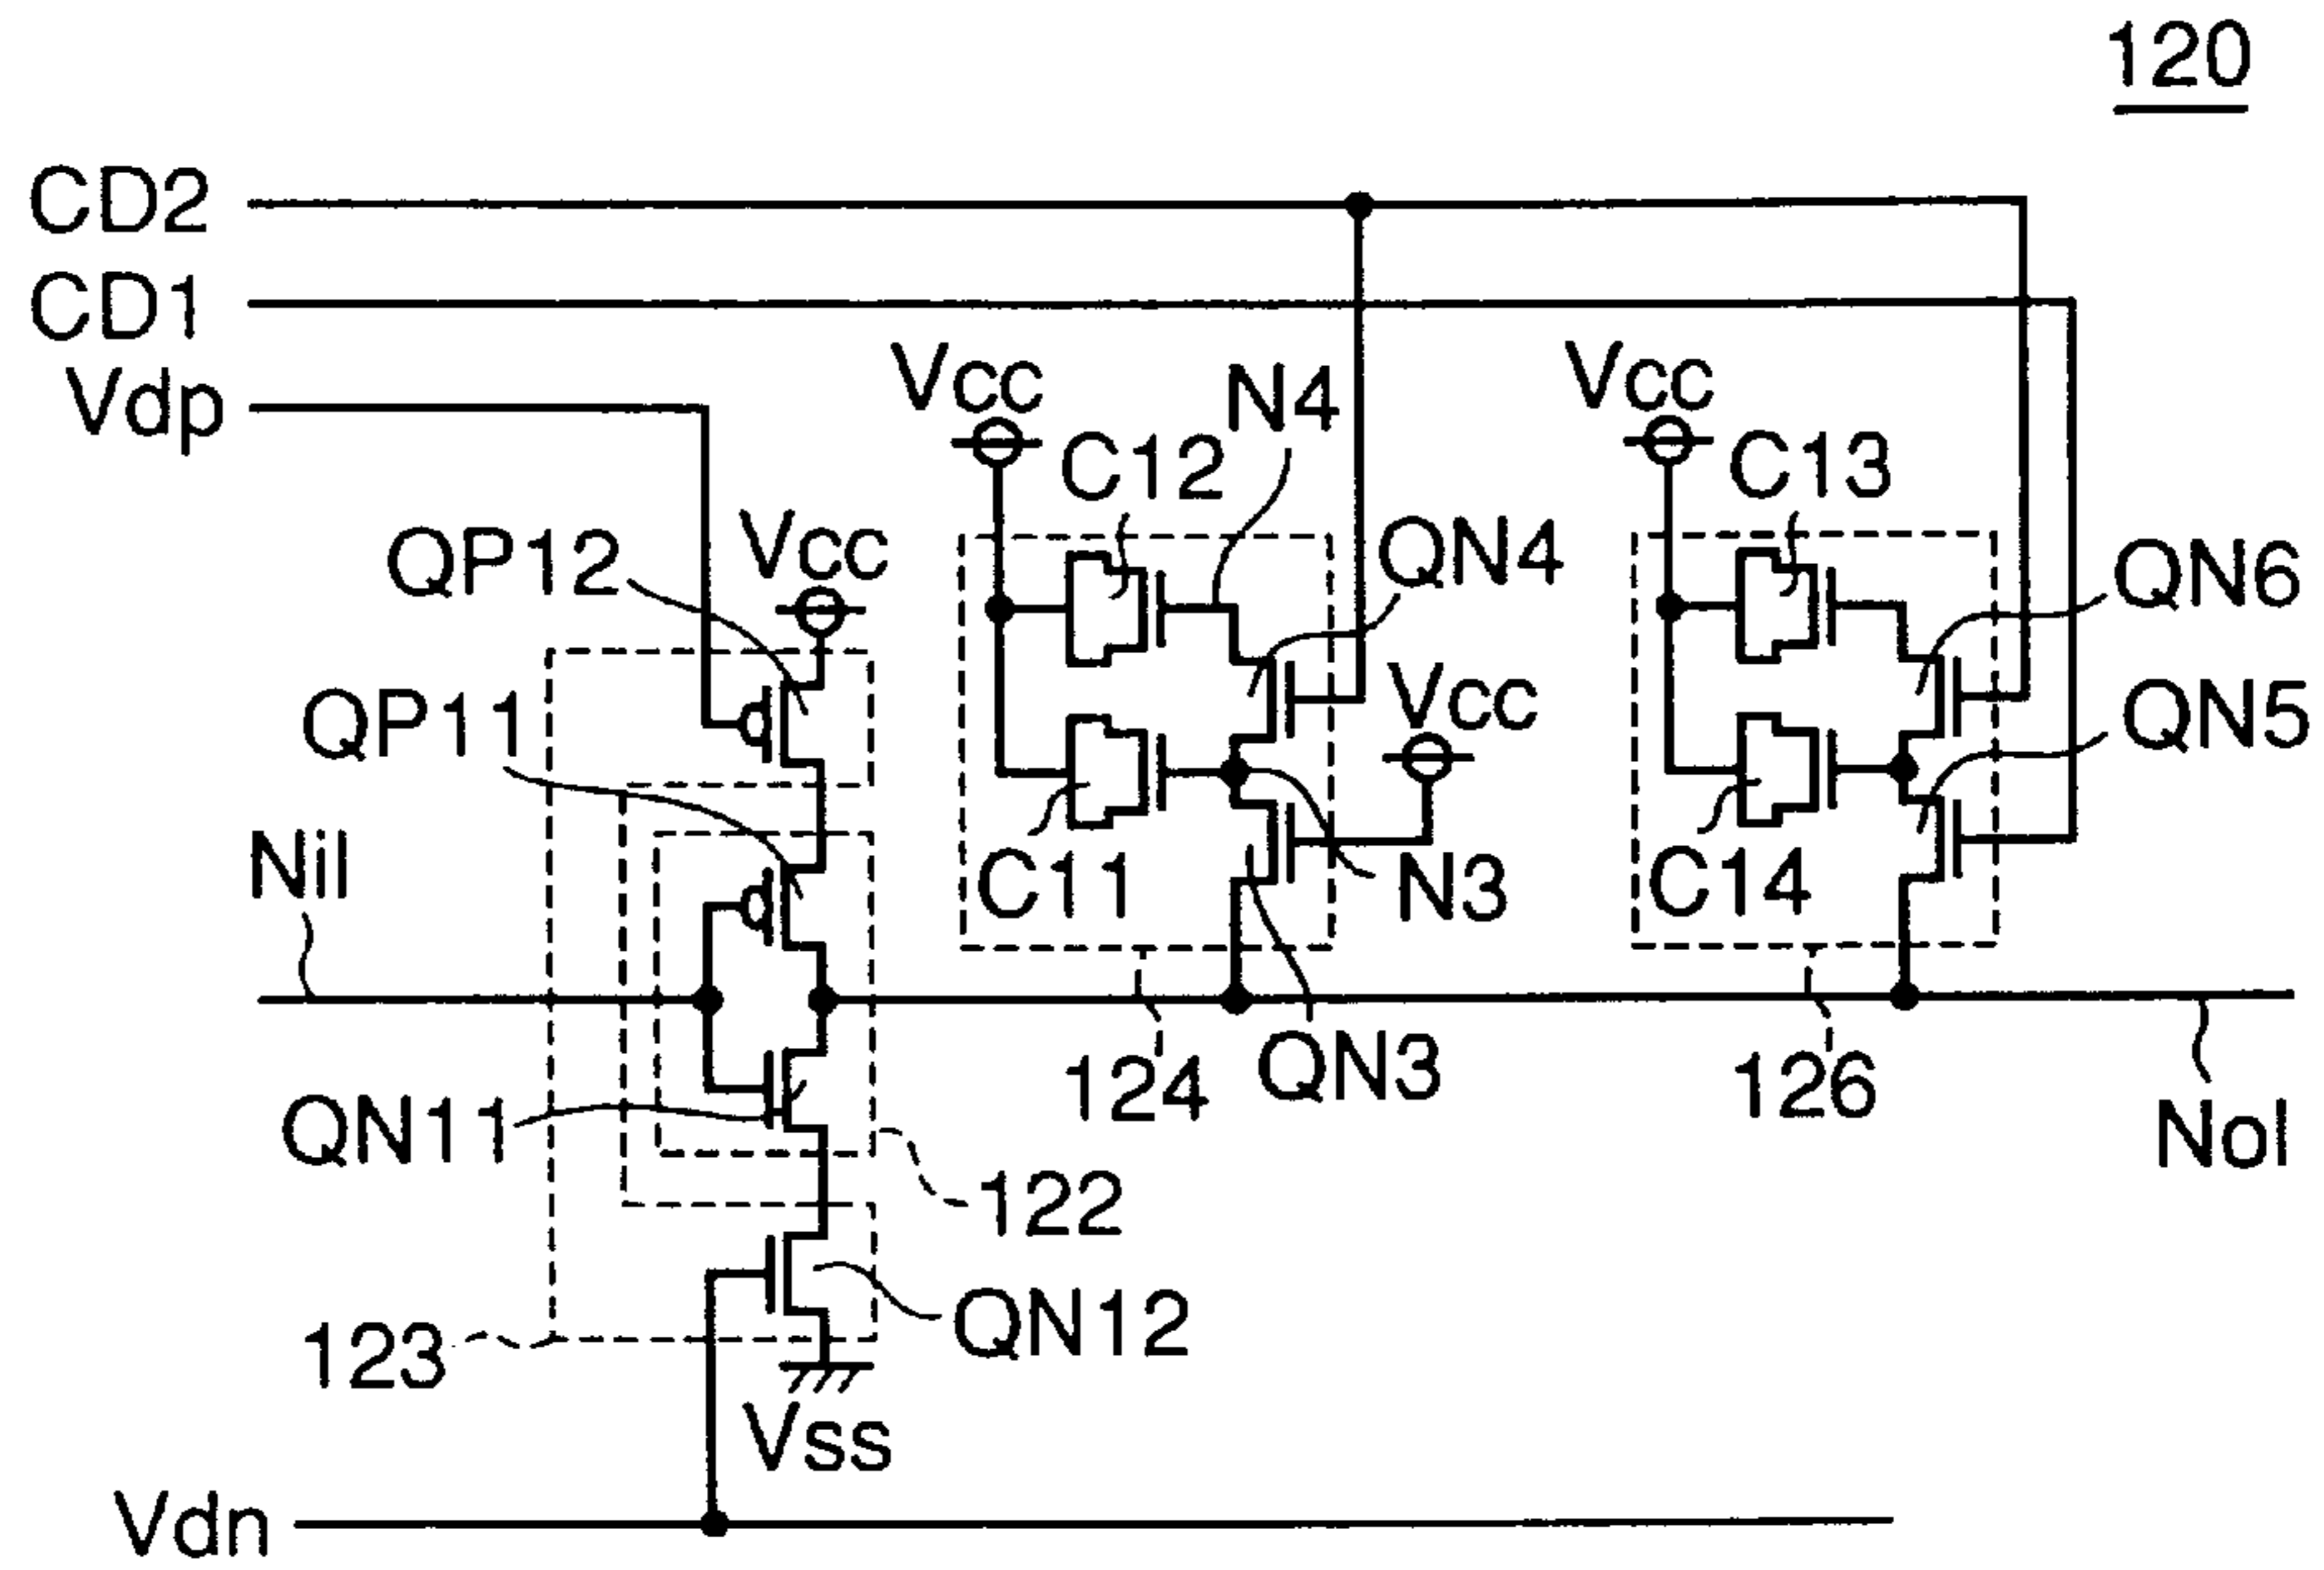 120
CD2
CD1
Vdp
Vcc
N4
Vcc
C12
C13
QP12
Vcc
QN4
QN6
QP11
Vcc
QN5
Nil
C11
N3
C14
QN11
124
QN3
126
Nol
122
123
QN12
Vss
Vdn